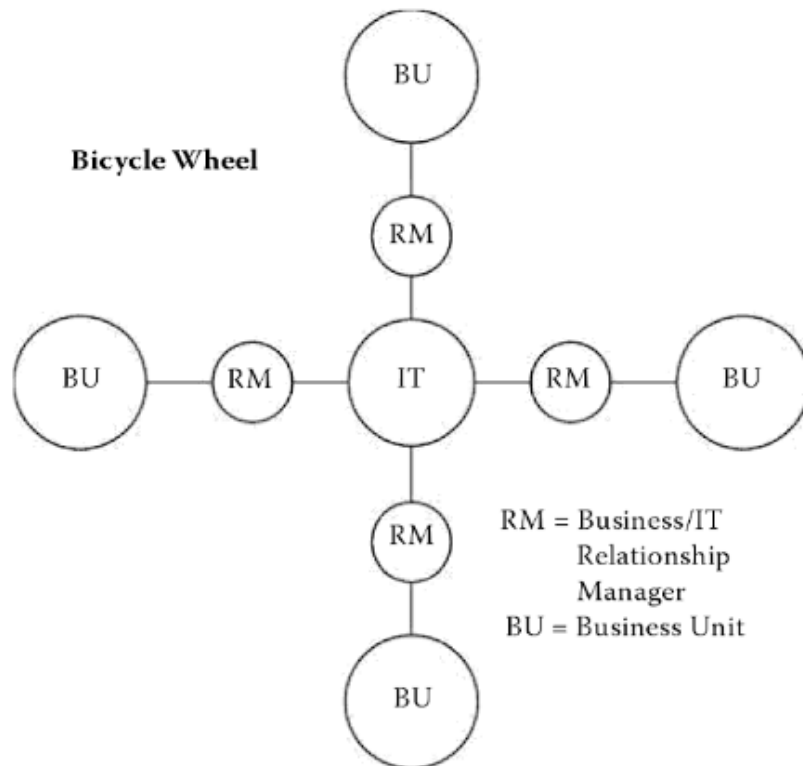 BU
Bicycle Wheel
RM
BU RM IT RM BU
RM
RM = Business/IT
Relationship
Manager
BU = Business Unit
BU